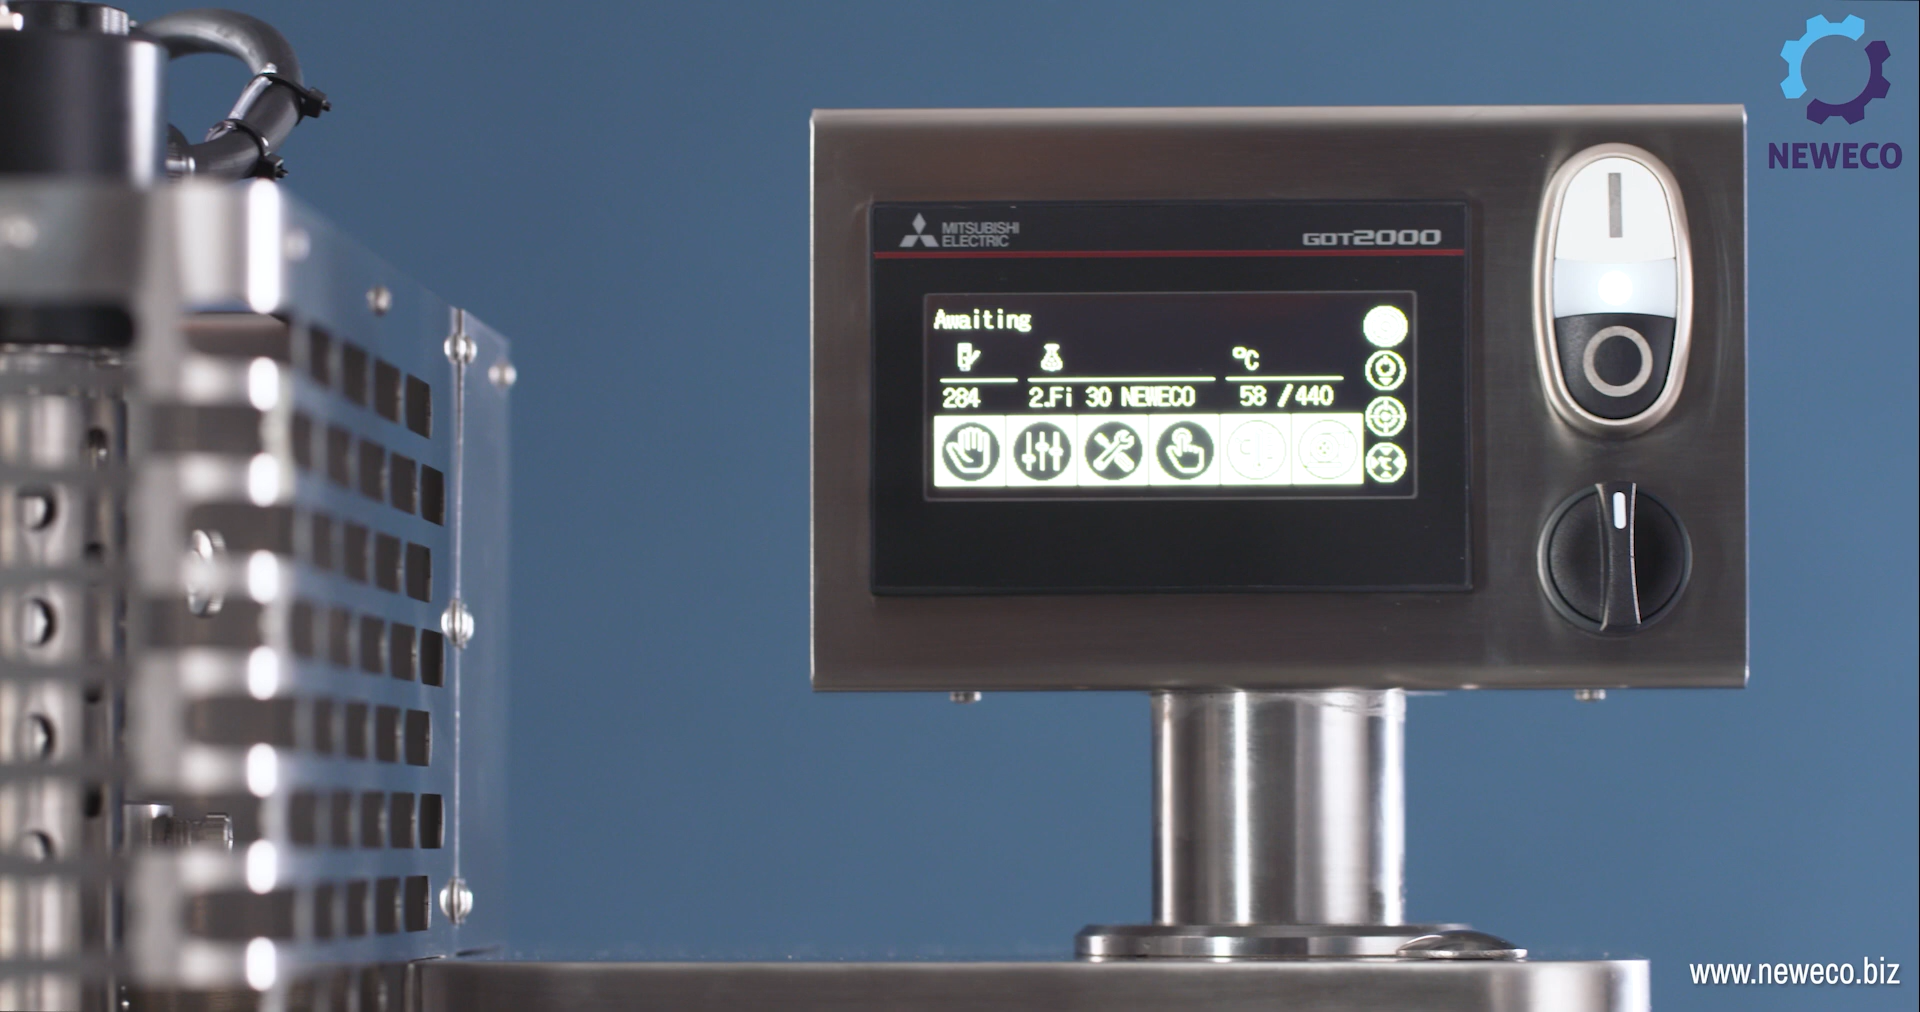 NEWECO
MITSUBISHI
ELECTRIC
GOT2000
Awaiting
°C
284
2.Fi 30 NEWECO
58 /440
www.neweco.biz